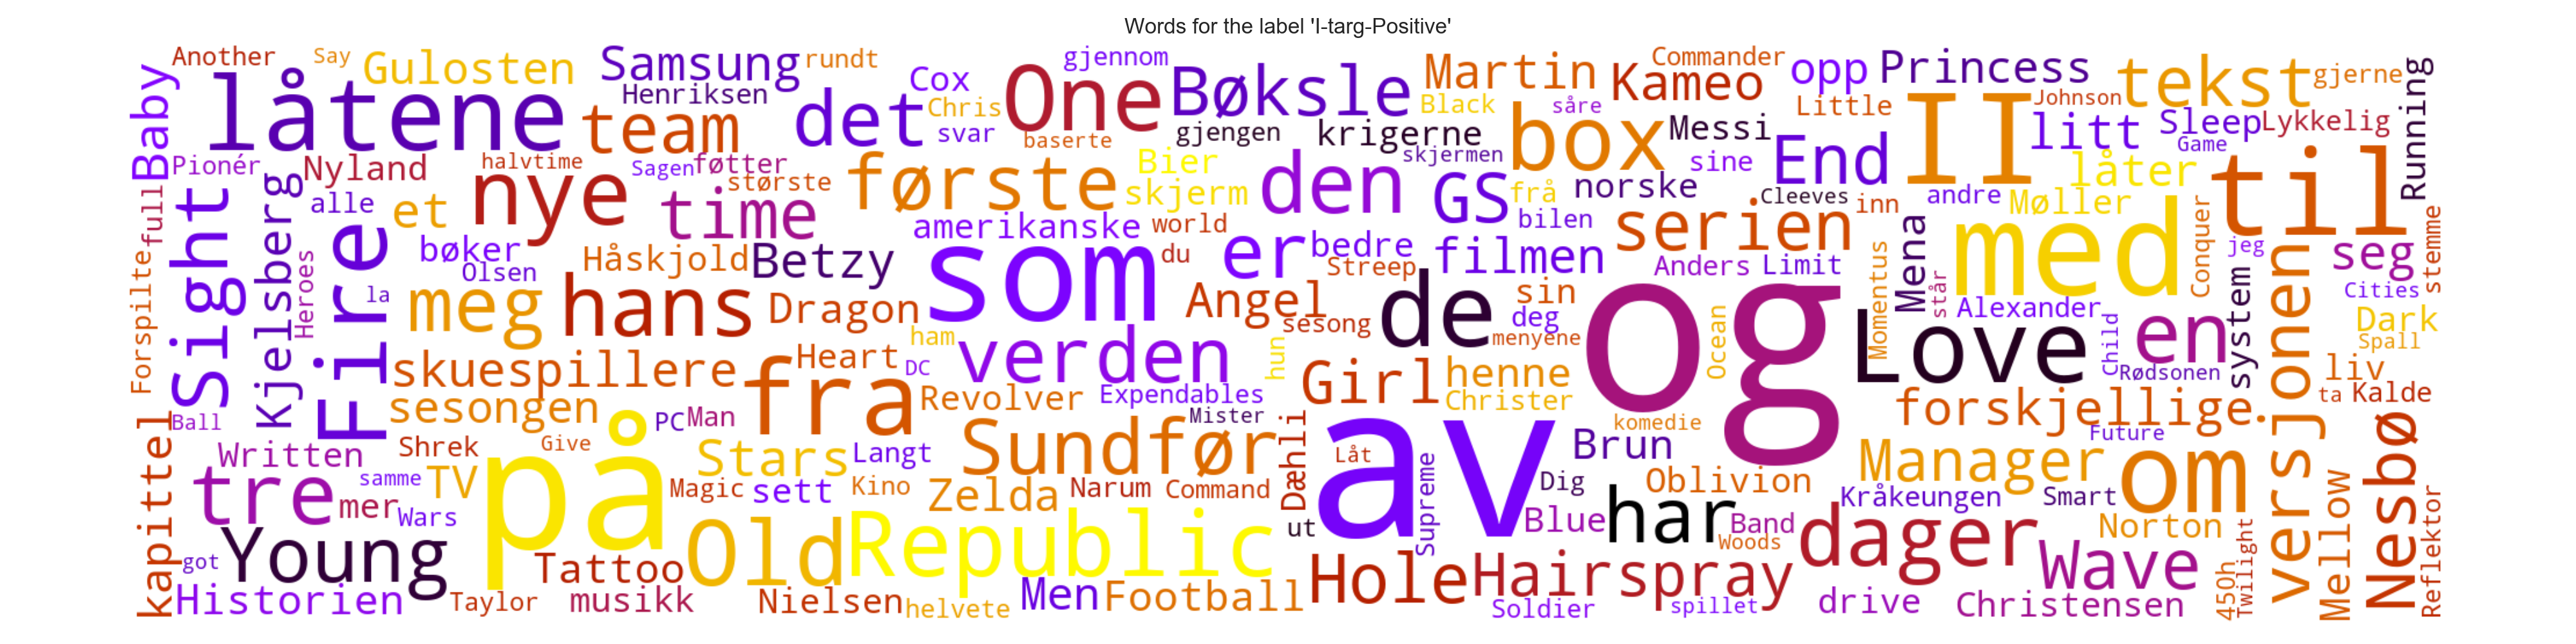 Words for the label 'I-targ-Positive'
Another Say Gulosten Samsung rundt Cox gjennom Martin Commander opp Princess tekst gjerne Running
Baby låtene Henriksen team det Chris One Bøksle Black Kameo såre Little II Johnson litt Sleep Lykkelig
svar baserte gjengen krigerne box Messi End Game
Pionér Nyland halvtime Sagen føtter største første Bier skjerm den skjermen sine låter til
full Sight Kjelsberg alle et nye time amerikanske world GS frå norske bilen serien Cleeves inn andre Møller
Fire bøker Olsen Håskjold Betzy som du er bedre Streep filmen Anders Limit Mena Momentus med Conquer jeg seg stemme
Forspilte Heroes la meg hans Dragon Angel sesong de sin deg menyene og Ocean står Alexander system versjonen Cities Dark
skuespillere Heart ham DC verden hun Girl henne Love Child en Rødsonen Spall liv
kapittel Ball sesongen PC Man fra Revolver Expendables Christer komedie forskjellige ta Kalde
Written Shrek Give på Stars Langt Sundfør Mister Dæhli Låt av Brun Future Manager om Nesbø
tre samme TV mer Wars Magic sett Kino Zelda Narum Command Supreme Dig Oblivion Kråkeungen Smart Mellow
got Young Old Republic ut Blue har Band Woods dager Norton Reflektor
Historien Taylor Tattoo musikk Nielsen helvete Men Football Hole Hairspray Soldier spillet drive Wave Christensen 450h Twilight